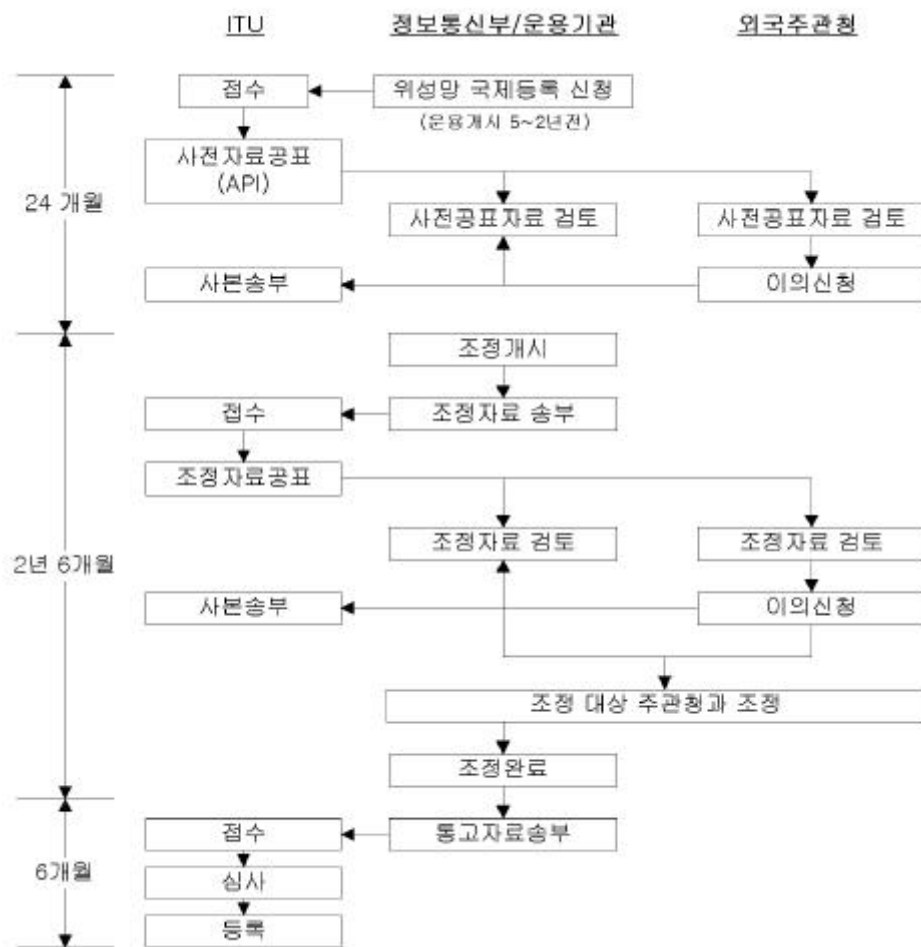 ITU 정보통신부/운용기관 외국주관청
점수 위성망 국제등록 신청
(운용개시 5~2년전)
사전자료공표
(API)
24 개월
사전공표자료 검토 사전공표자료 검토
사본송부 이의신청
조정개시
접수 조정자료 송부
조정자료공표
조정자료 검토 조정자료 검토
2년 6개월
사본송부 이의신청
조정 대상 주관청과 조정
조정완료
점수 통고자료송부
6개월
심사
등록